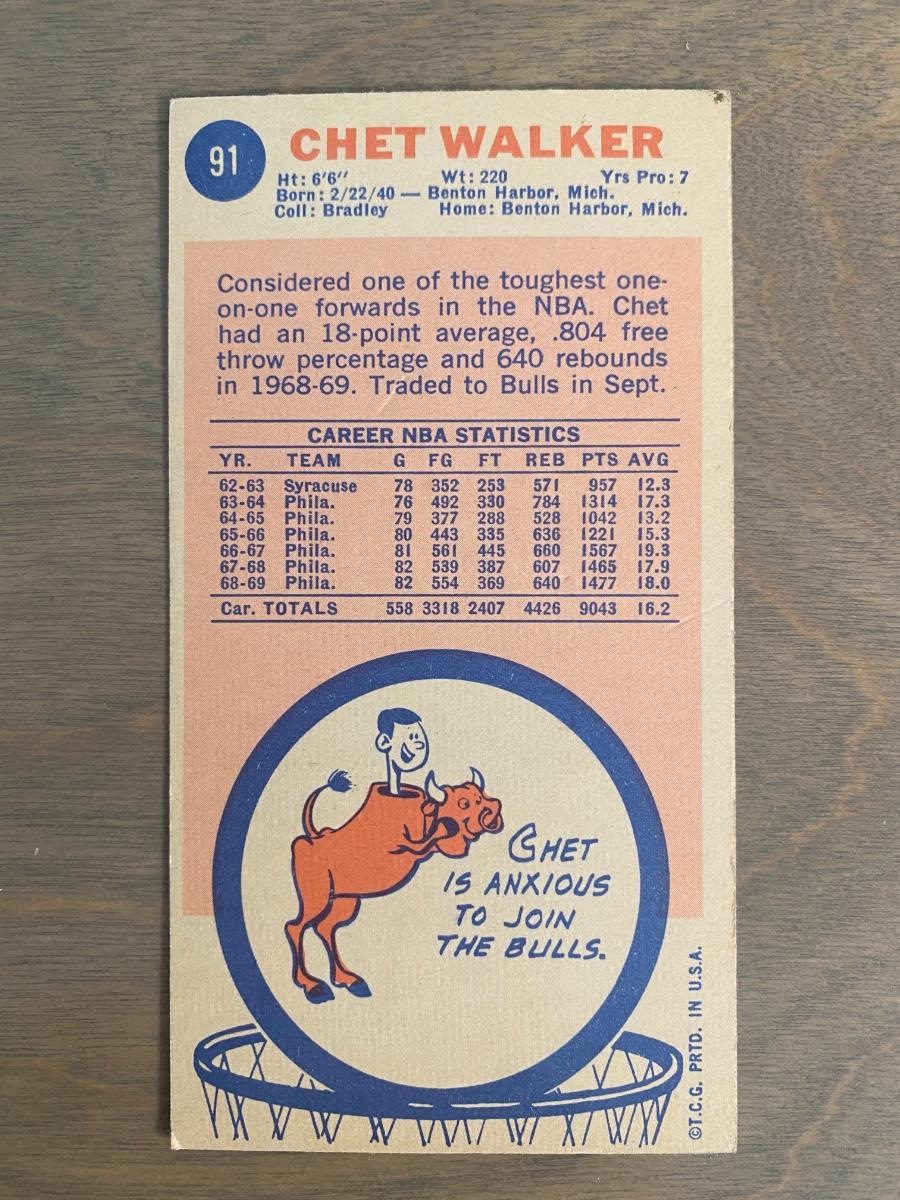 91
CHET WALKER
Ht: 6'6" Wt: 220 Yrs Pro: 7
Born: 2/22/40 — Benton Harbor, Mich.
Coll: Bradley Home: Benton Harbor, Mich.
Considered one of the toughest one-
on-one forwards in the NBA. Chet
had an 18-point average, .804 free
throw percentage and 640 rebounds
in 1968-69. Traded to Bulls in Sept.
CAREER NBA STATISTICS
YR. TEAM G FG FT REB PTS AVG
62-63 Syracuse 78 352 253 571 957 12.3
63-64 Phila. 76 492 330 784 1314 17.3
64-65 Phila. 79 377 288 528 1042 13.2
65-66 Phila. 80 443 335 636 1221 15.3
66-67 Phila. 81 561 445 660 1567 19.3
67-68 Phila. 82 539 387 607 1465 17.9
68-69 Phila. 82 554 369 640 1477 18.0
Car. TOTALS 558 3318 2407 4426 9043 16.2
CHET
IS ANXIOUS
TO JOIN
THE BULLS.
©T.C.G. PRTD. IN U.S.A.